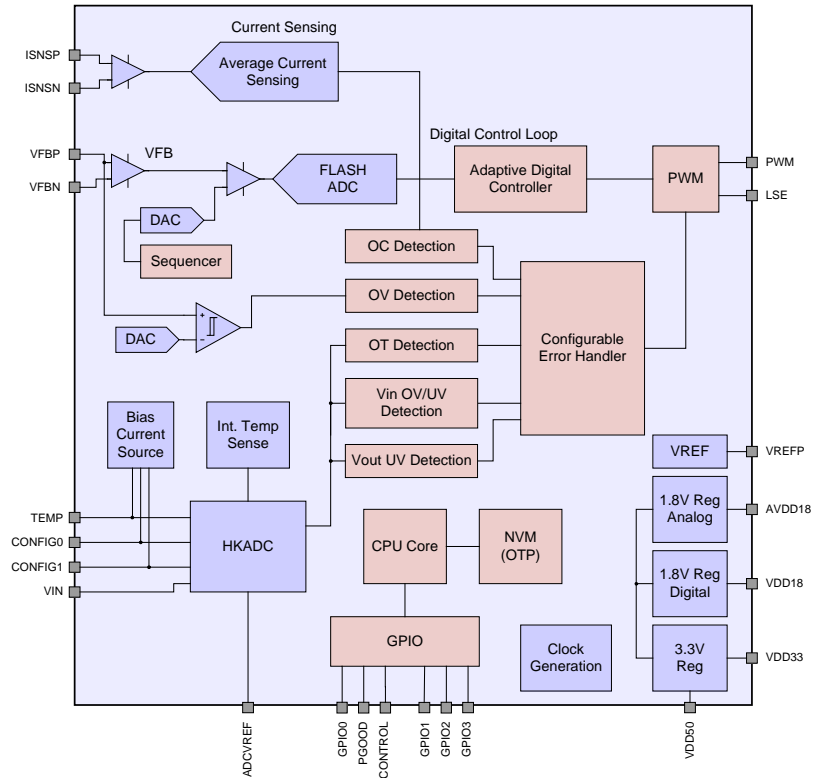 Current Sensing
ISNSP
ISNSN
Average Current
Sensing
VFBP
VFBN
VFB
FLASH
ADC
Digital Control Loop
Adaptive Digital
Controller
PWM
PWM
LSE
DAC
Sequencer
OC Detection
OV Detection
+
-
DAC
OT Detection
Configurable
Error Handler
Vin OV/UV
Detection
Vout UV Detection
Bias
Current
Source
Int. Temp
Sense
VREF
VREFP
1.8V Reg
Analog
AVDD18
TEMP
CONFIG0
CONFIG1
VIN
HKADC
CPU Core
NVM
(OTP)
1.8V Reg
Digital
VDD18
GPIO
Clock
Generation
3.3V
Reg
VDD33
ADCVREF
GPIO0
PGOOD
CONTROL
GPIO1
GPIO2
GPIO3
VDD50